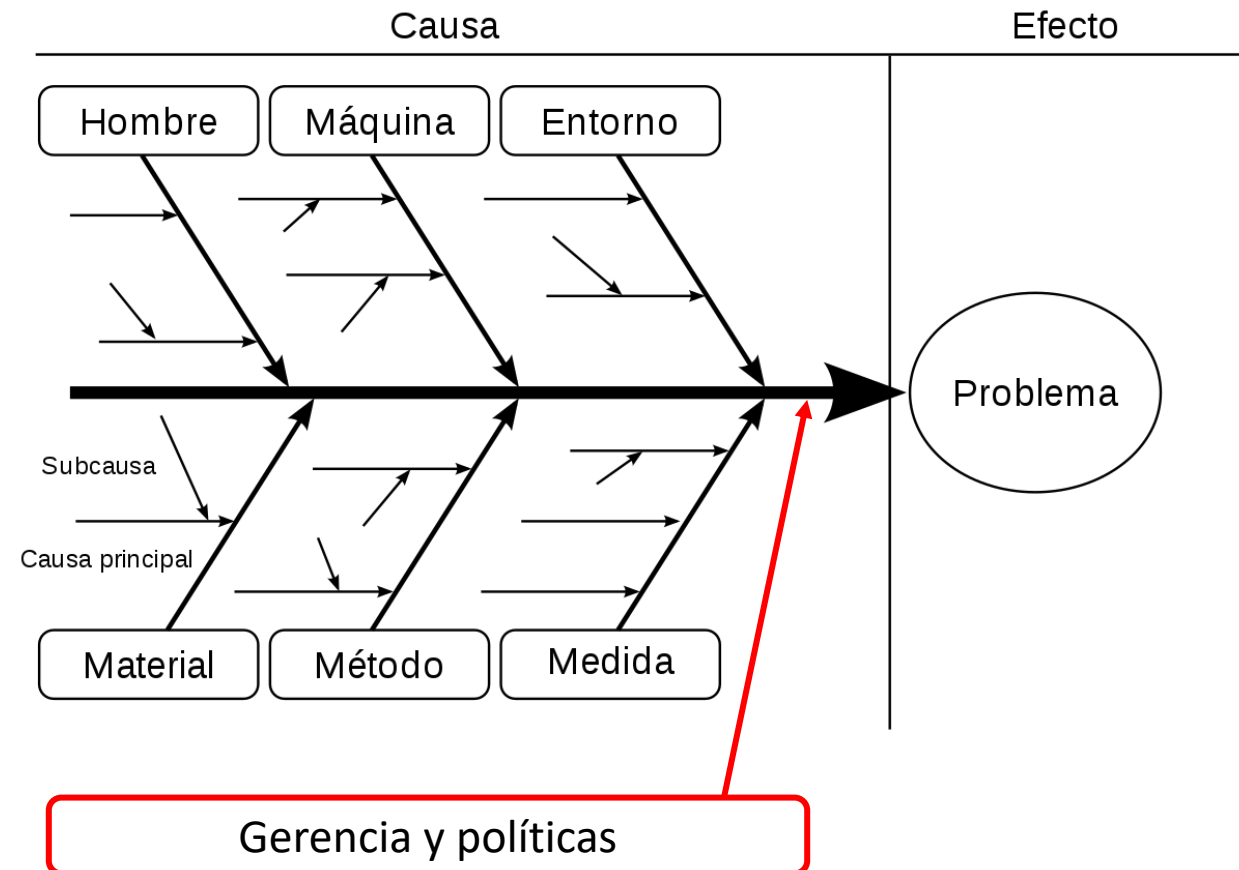 Causa
Efecto
Hombre
Máquina
Entorno
Problema
Subcausa
Causa principal
Material
Método
Medida
Gerencia y políticas